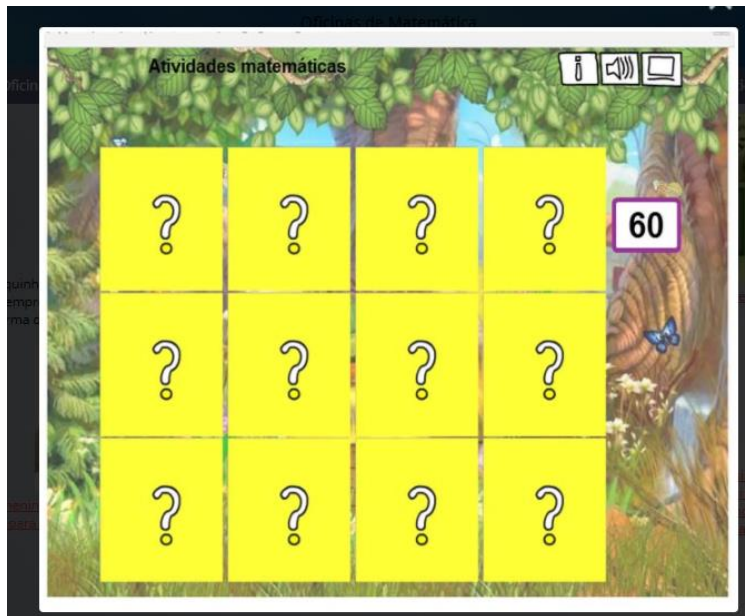 Oficinas de Matemática
Atividades matemáticas
i
? ? ? ?
60
? ? ? ?
? ? ? ?